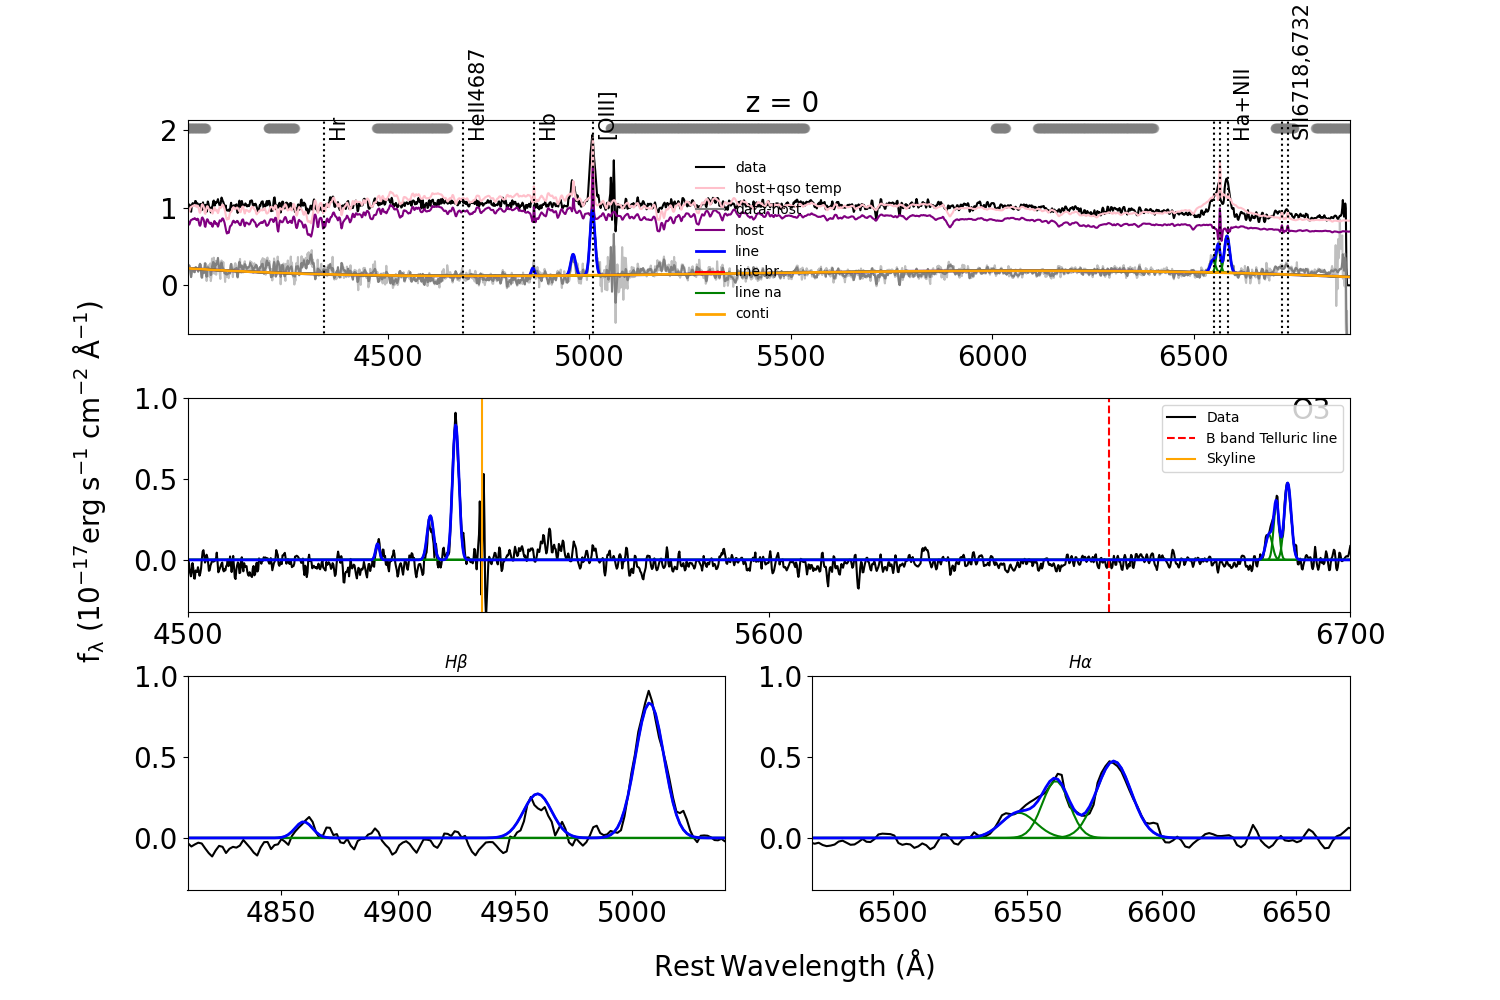 z = 0
Hr
HeII4687
Hb
[OIII]
Ha+NII
SII6718,6732
2
1
0
data
host+qso temp
data-host
host
line
line br
line na
conti
4500
5000
5500
6000
6500
fλ (10−17erg s−1 cm−2 Å−1)
1.0
0.5
0.0
O3
Data
B band Telluric line
Skyline
4500
5600
6700
Hβ
1.0
0.5
0.0
4850
4900
4950
5000
Hα
1.0
0.5
0.0
6500
6550
6600
6650
Rest Wavelength (Å)